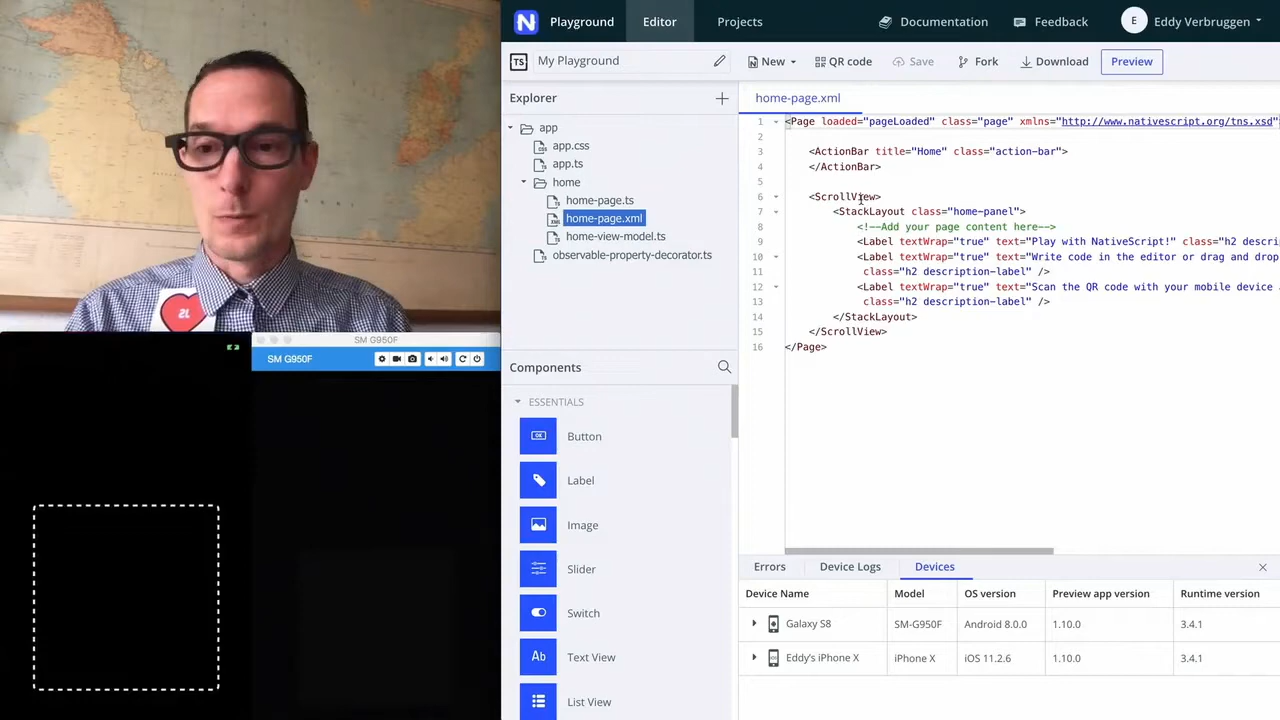 N Playground Editor Projects Documentation Feedback E Eddy Verbruggen
TS My Playground New QR code Save Fork Download Preview
Explorer
app
app.css
app.ts
home
home-page.ts
home-page.xml
home-view-model.ts
observable-property-decorator.ts
Components
ESSENTIALS
Button
Label
Image
Slider
Switch
Ab Text View
List View
home-page.xml
1 <Page loaded="pageLoaded" class="page" xmlns="http://www.nativescript.org/tns.xsd"
2
3 <ActionBar title="Home" class="action-bar">
4 </ActionBar>
5
6 <ScrollView>
7 <StackLayout class="home-panel">
8 <!--Add your page content here-->
9 <Label textWrap="true" text="Play with NativeScript!" class="h2 descri
10 <Label textWrap="true" text="Write code in the editor or drag and drop
11 class="h2 description-label" />
12 <Label textWrap="true" text="Scan the QR code with your mobile device
13 class="h2 description-label" />
14 </StackLayout>
15 </ScrollView>
16 </Page>
Errors Device Logs Devices
Device Name Model OS version Preview app version Runtime version
Galaxy S8 SM-G950F Android 8.0.0 1.10.0 3.4.1
Eddy's iPhone X iPhone X iOS 11.2.6 1.10.0 3.4.1
SM G950F
SM G950F